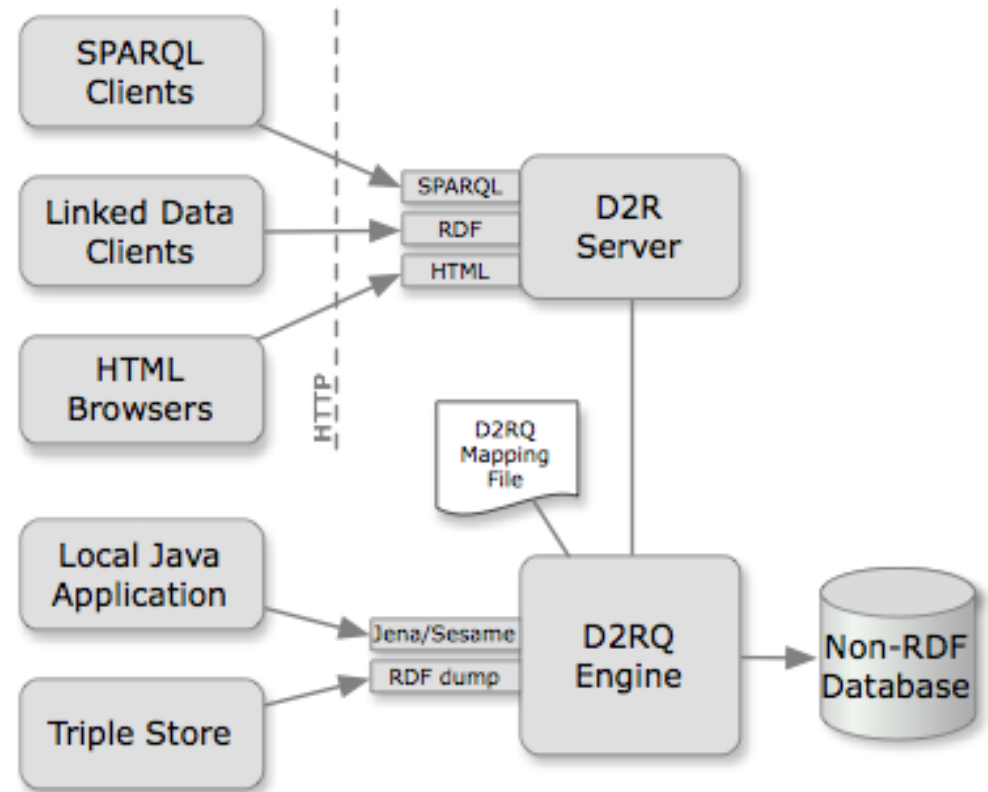 SPARQL
Clients
Linked Data
Clients
HTML
Browsers
HTTP
SPARQL
RDF
HTML
D2R
Server
D2RQ
Mapping
File
Local Java
Application
Triple Store
Jena/Sesame
RDF dump
D2RQ
Engine
Non-RDF
Database